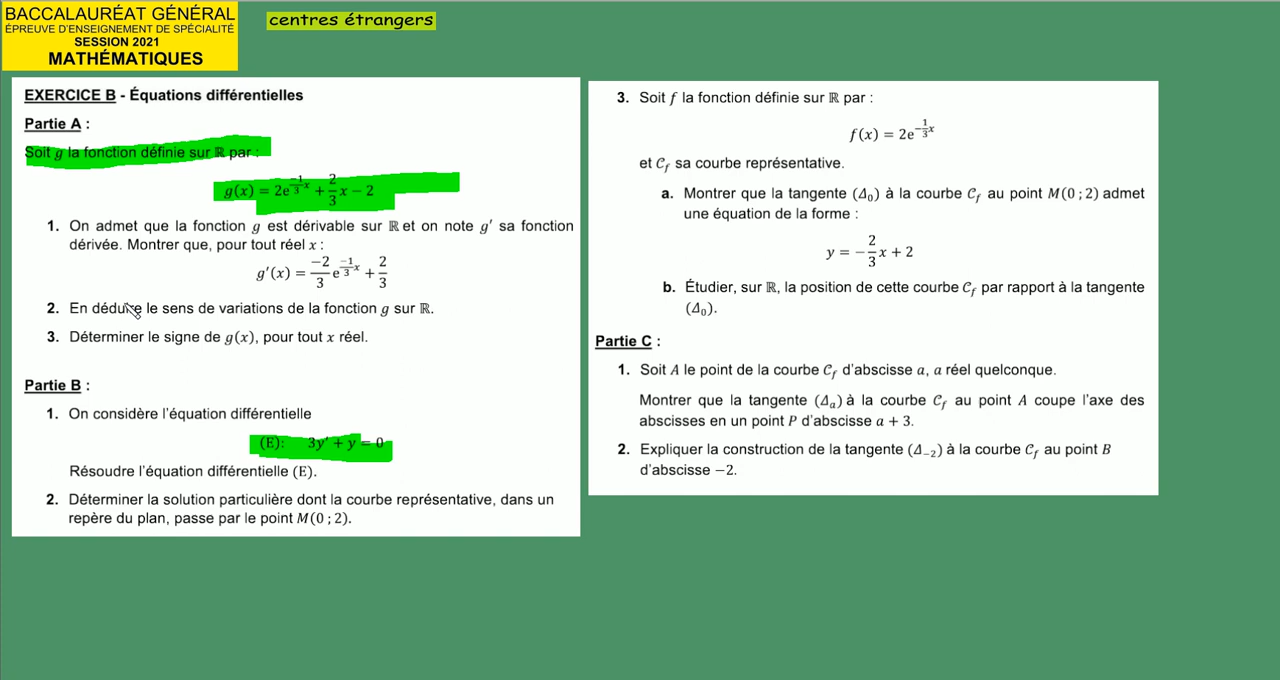 BACCALAURÉAT GÉNÉRAL
ÉPREUVE D'ENSEIGNEMENT DE SPÉCIALITÉ
SESSION 2021
MATHÉMATIQUES
centres étrangers
EXERCICE B - Équations différentielles
Partie A :
Soit g la fonction définie sur ℝ par :
g(x) = 2e^(-1/3 x) + 2/3 x − 2
1. On admet que la fonction g est dérivable sur ℝ et on note g′ sa fonction
dérivée. Montrer que, pour tout réel x :
g′(x) = -2/3 e^(-1/3 x) + 2/3
2. En déduire le sens de variations de la fonction g sur ℝ.
3. Déterminer le signe de g(x), pour tout x réel.
Partie B :
1. On considère l'équation différentielle
(E): 3y′ + y = 0
Résoudre l'équation différentielle (E).
2. Déterminer la solution particulière dont la courbe représentative, dans un
repère du plan, passe par le point M(0 ; 2).
3. Soit f la fonction définie sur ℝ par :
f(x) = 2e^(-1/3 x)
et 𝒞f sa courbe représentative.
a. Montrer que la tangente (Δ₀) à la courbe 𝒞f au point M(0 ; 2) admet
une équation de la forme :
y = −2/3 x + 2
b. Étudier, sur ℝ, la position de cette courbe 𝒞f par rapport à la tangente
(Δ₀).
Partie C :
1. Soit A le point de la courbe 𝒞f d'abscisse a, a réel quelconque.
Montrer que la tangente (Δa) à la courbe 𝒞f au point A coupe l'axe des
abscisses en un point P d'abscisse a + 3.
2. Expliquer la construction de la tangente (Δ₋₂) à la courbe 𝒞f au point B
d'abscisse −2.